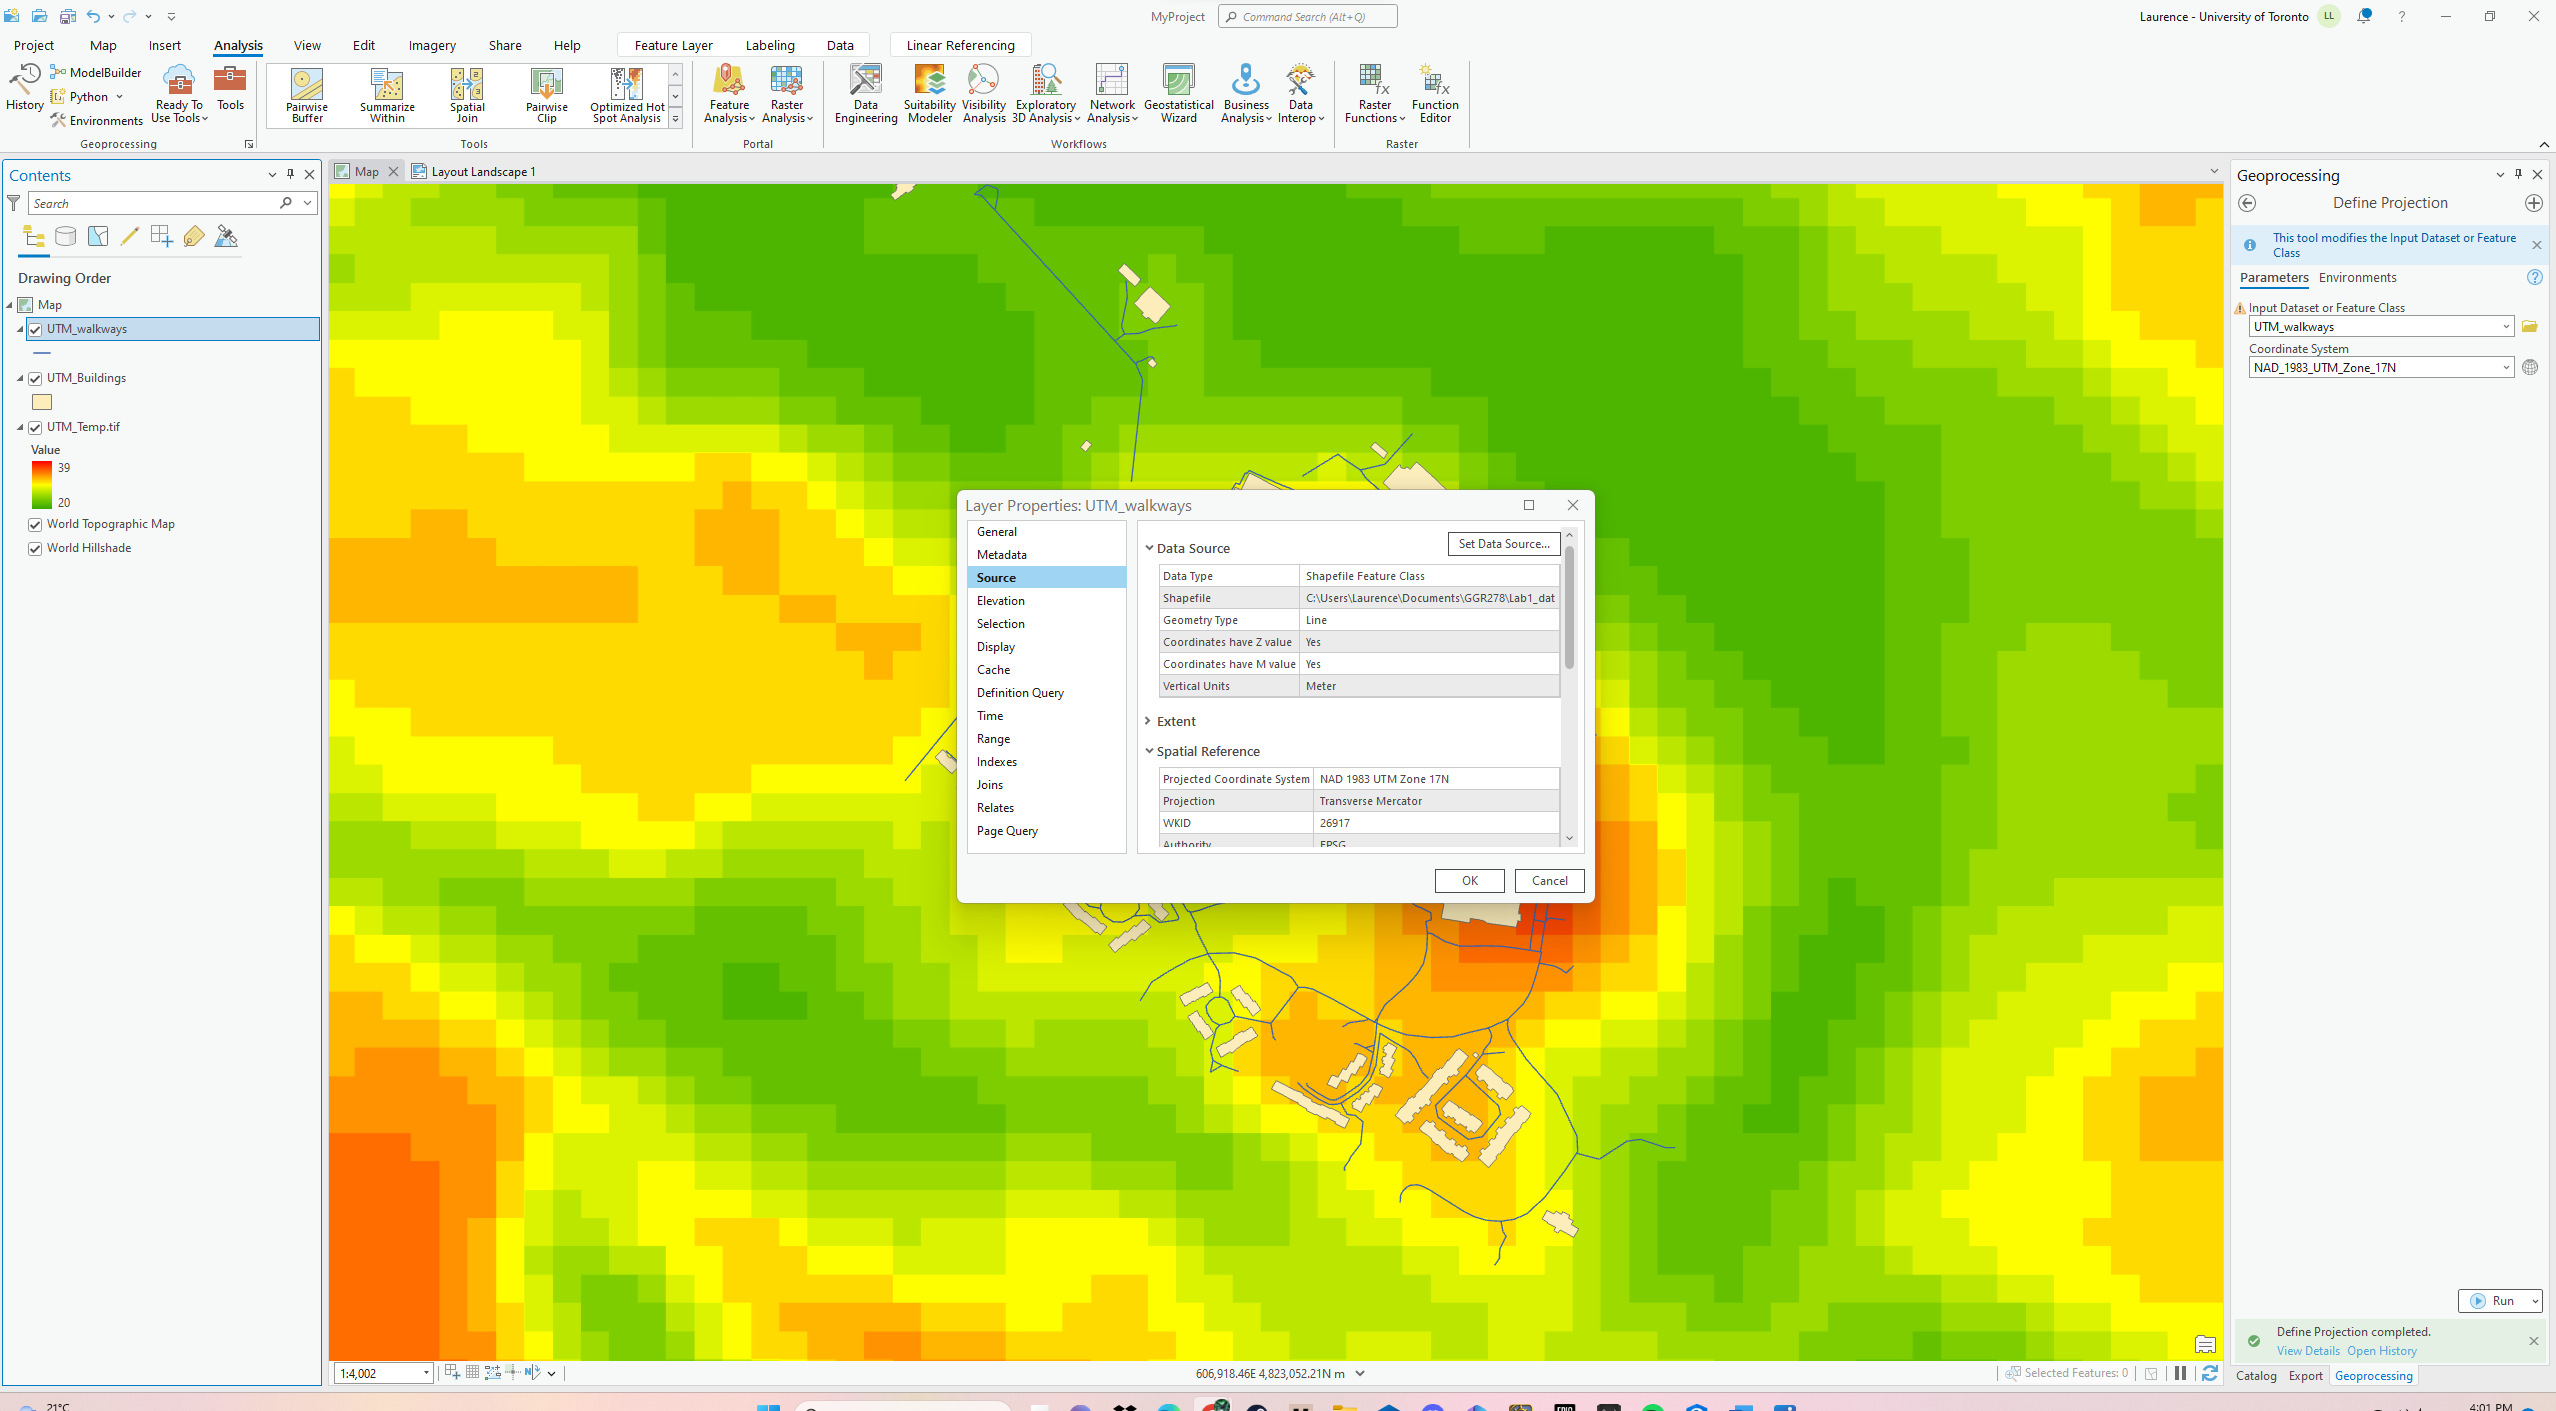 MyProject
Command Search (Alt+Q)
Laurence - University of Toronto
LL
?
Project
Map
Insert
Analysis
View
Edit
Imagery
Share
Help
Feature Layer
Labeling
Data
Linear Referencing
History
ModelBuilder
Python
Environments
Ready To
Use Tools
Tools
Geoprocessing
Pairwise
Buffer
Summarize
Within
Spatial
Join
Pairwise
Clip
Optimized Hot
Spot Analysis
Tools
Feature
Analysis
Raster
Analysis
Portal
Data
Engineering
Suitability
Modeler
Visibility
Analysis
Exploratory
3D Analysis
Network
Analysis
Geostatistical
Wizard
Business
Analysis
Data
Interop
Workflows
Raster
Functions
Function
Editor
Raster
Contents
Search
Drawing Order
Map
UTM_walkways
UTM_Buildings
UTM_Temp.tif
Value
39
20
World Topographic Map
World Hillshade
Map
Layout Landscape 1
Layer Properties: UTM_walkways
General
Metadata
Source
Elevation
Selection
Display
Cache
Definition Query
Time
Range
Indexes
Joins
Relates
Page Query
Data Source
Set Data Source...
Data Type Shapefile Feature Class
Shapefile C:\Users\Laurence\Documents\GGR278\Lab1_dat
Geometry Type Line
Coordinates have Z value Yes
Coordinates have M value Yes
Vertical Units Meter
Extent
Spatial Reference
Projected Coordinate System NAD 1983 UTM Zone 17N
Projection Transverse Mercator
WKID 26917
Authority EPSG
OK
Cancel
Geoprocessing
Define Projection
This tool modifies the Input Dataset or Feature
Class
Parameters
Environments
?
Input Dataset or Feature Class
UTM_walkways
Coordinate System
NAD_1983_UTM_Zone_17N
Run
Define Projection completed.
View Details Open History
Catalog
Export
Geoprocessing
1:4,002
606,918.46E 4,823,052.21N m
Selected Features: 0
21°C
4:01 PM